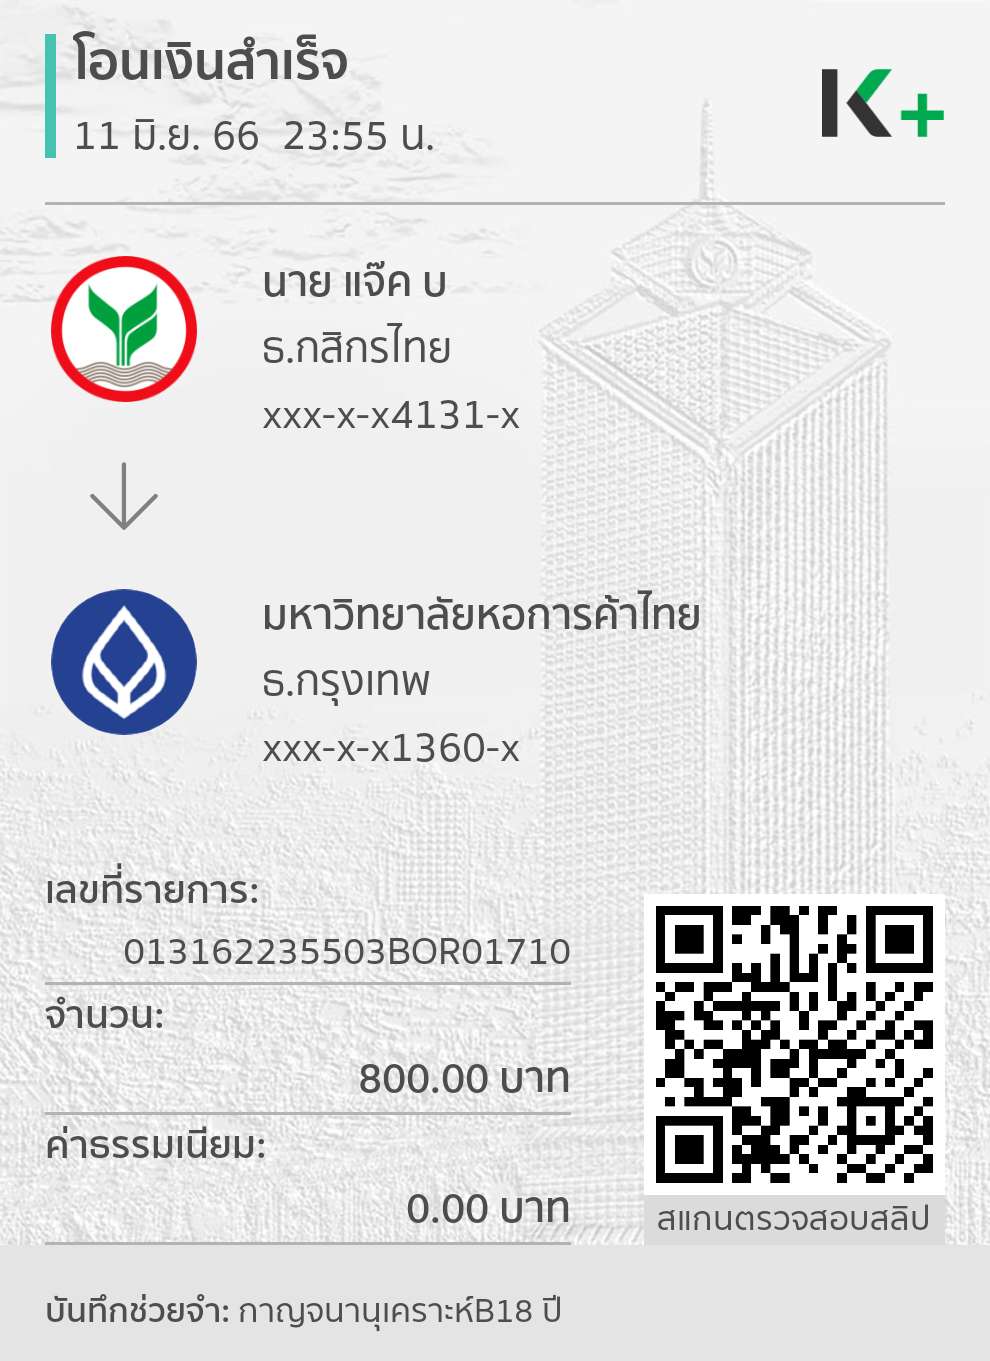 โอนเงินสำเร็จ
11 มิ.ย. 66  23:55 น.
K+
นาย แจ๊ค บ
ธ.กสิกรไทย
xxx-x-x4131-x
มหาวิทยาลัยหอการค้าไทย
ธ.กรุงเทพ
xxx-x-x1360-x
เลขที่รายการ:
013162235503BOR01710
จำนวน:
800.00 บาท
ค่าธรรมเนียม:
0.00 บาท
สแกนตรวจสอบสลิป
บันทึกช่วยจำ: กาญจนานุเคราะห์B18 ปี